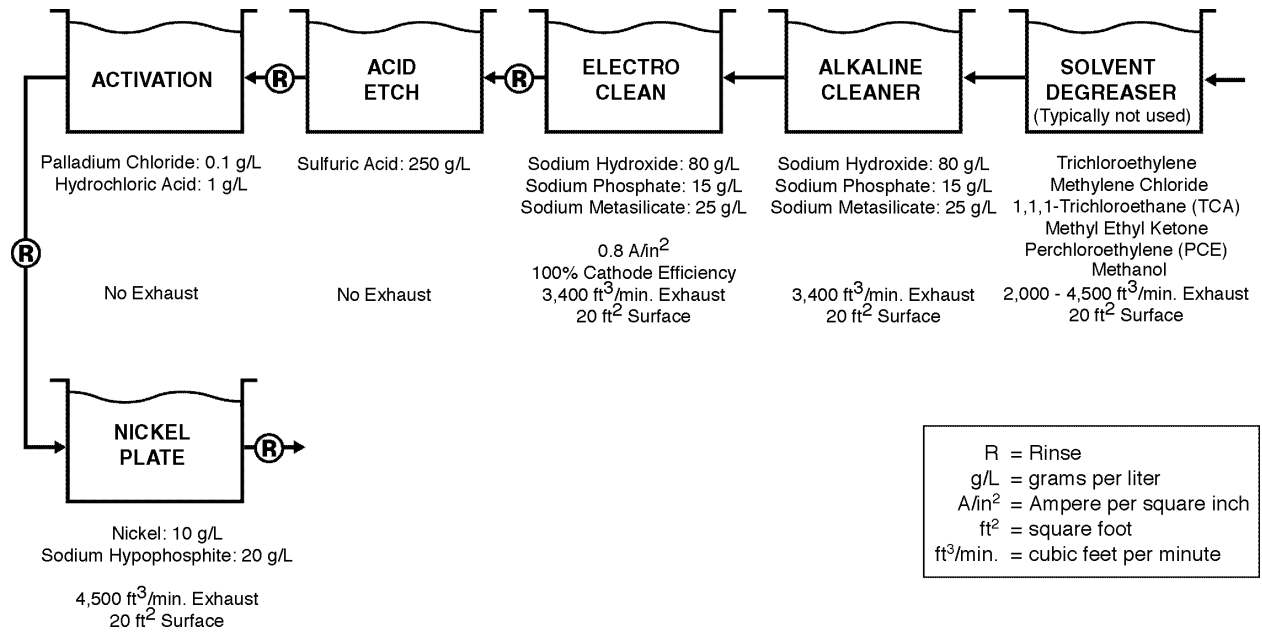 ACTIVATION
Palladium Chloride: 0.1 g/L
Hydrochloric Acid: 1 g/L
No Exhaust
R
ACID
ETCH
Sulfuric Acid: 250 g/L
No Exhaust
R
ELECTRO
CLEAN
Sodium Hydroxide: 80 g/L
Sodium Phosphate: 15 g/L
Sodium Metasilicate: 25 g/L
0.8 A/in²
100% Cathode Efficiency
3,400 ft³/min. Exhaust
20 ft² Surface
ALKALINE
CLEANER
Sodium Hydroxide: 80 g/L
Sodium Phosphate: 15 g/L
Sodium Metasilicate: 25 g/L
3,400 ft³/min. Exhaust
20 ft² Surface
SOLVENT
DEGREASER
(Typically not used)
Trichloroethylene
Methylene Chloride
1,1,1-Trichloroethane (TCA)
Methyl Ethyl Ketone
Perchloroethylene (PCE)
Methanol
2,000 - 4,500 ft³/min. Exhaust
20 ft² Surface
R
NICKEL
PLATE
R
Nickel: 10 g/L
Sodium Hypophosphite: 20 g/L
4,500 ft³/min. Exhaust
20 ft² Surface
R = Rinse
g/L = grams per liter
A/in² = Ampere per square inch
ft² = square foot
ft³/min. = cubic feet per minute